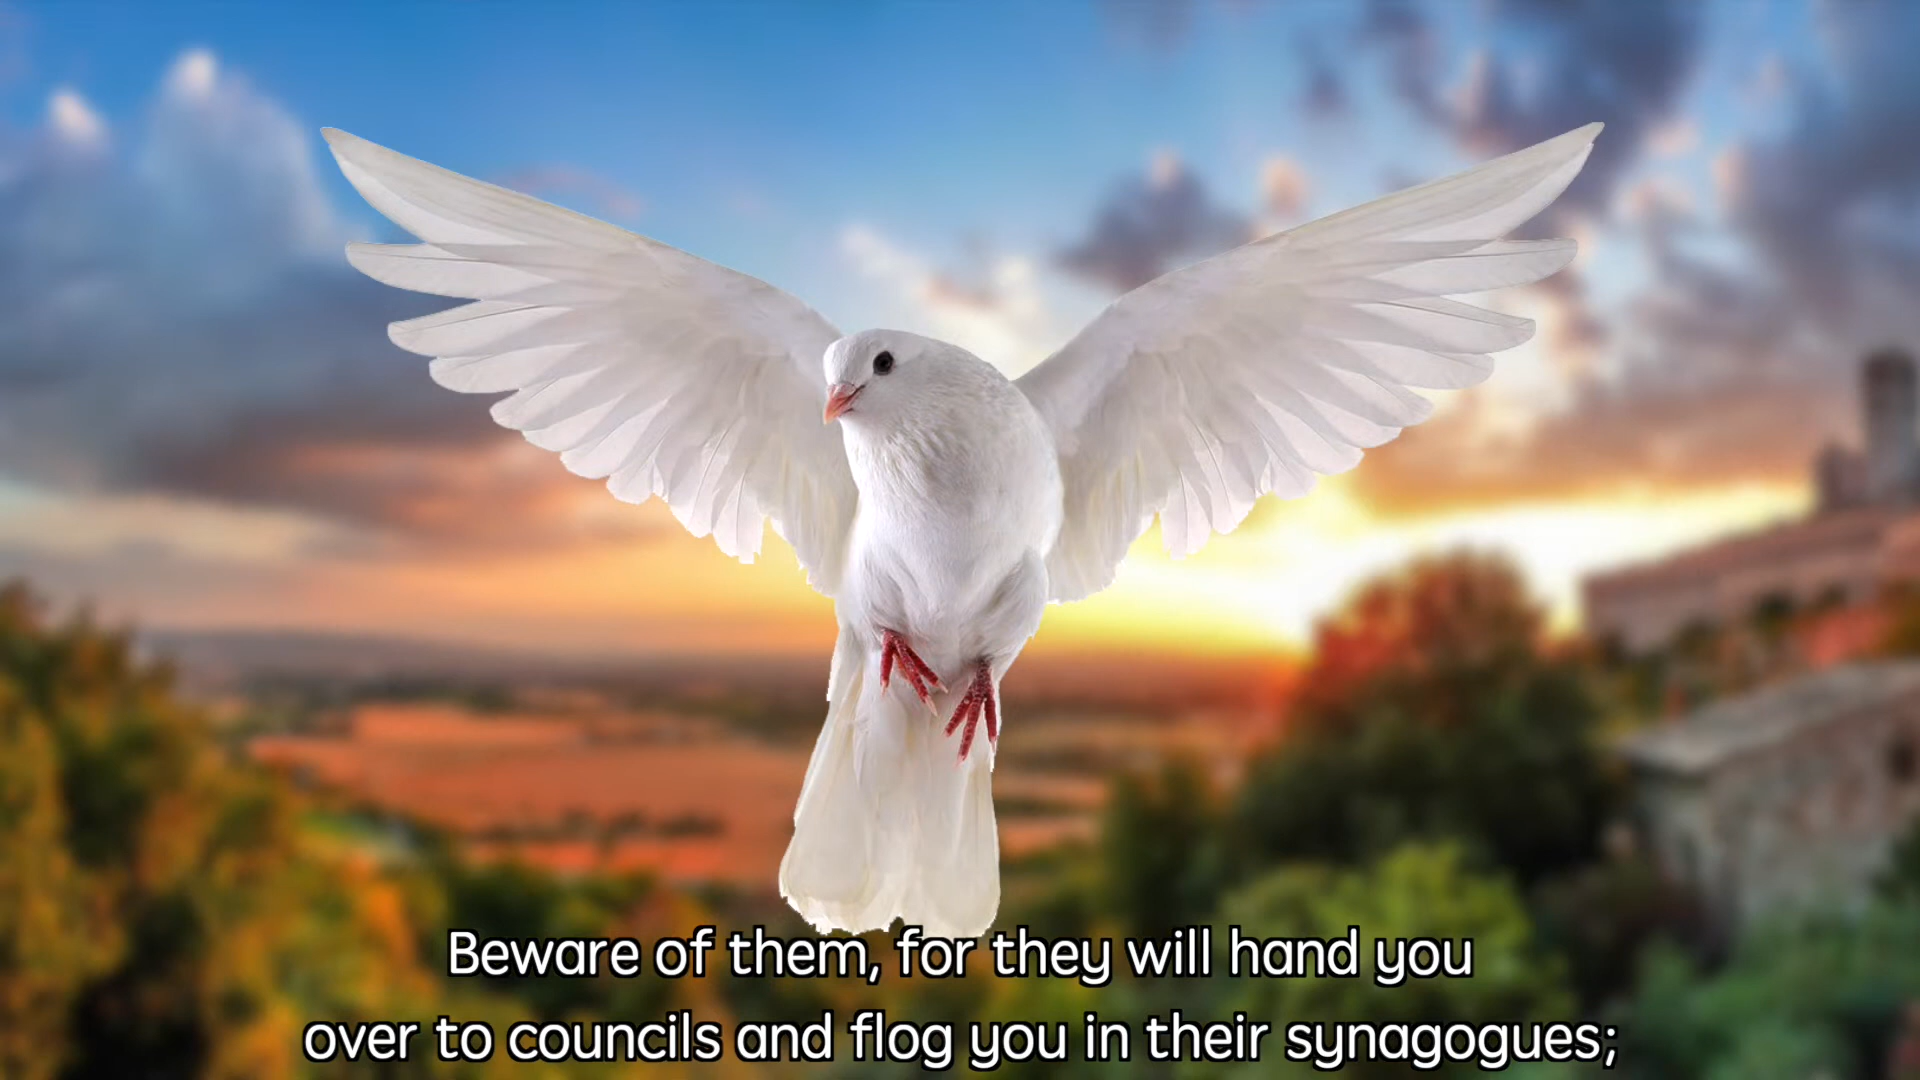 Beware of them, for they will hand you
over to councils and flog you in their synagogues;